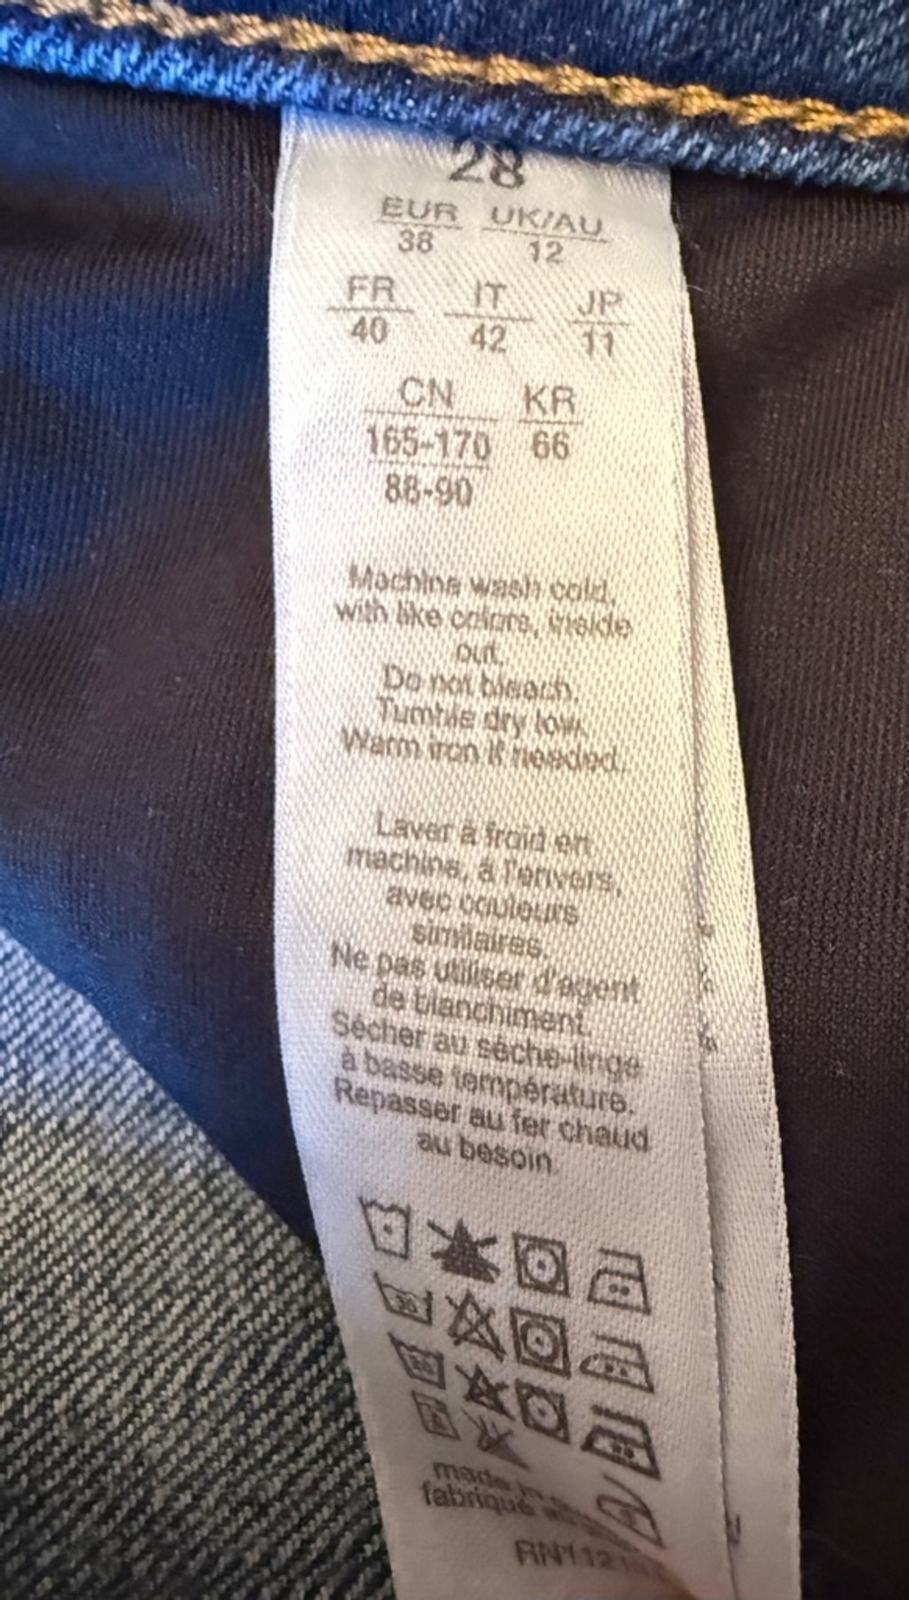 28
EUR UK/AU
38 12
FR IT JP
40 42 11
CN KR
165-170 66
88-90
Machine wash cold,
with like colors, inside
out.
Do not bleach.
Tumble dry low.
Warm iron if needed.
Laver à froid en
machine, à l'envers,
avec couleurs
similaires.
Ne pas utiliser d'agent
de blanchiment.
Sécher au sèche-linge
à basse température.
Repasser au fer chaud
au besoin.
30
made in
fabriqué